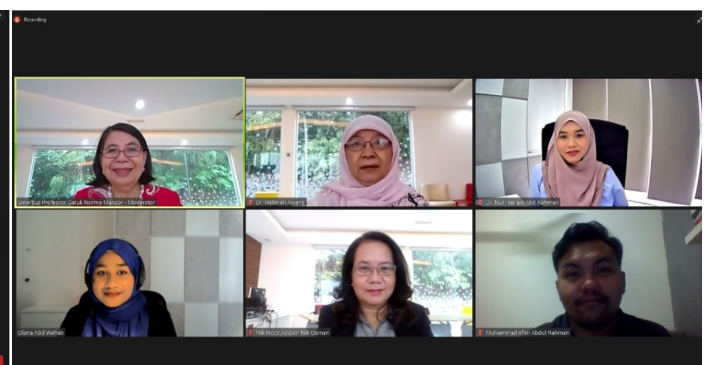 Recording
Emeritus Professor Datuk Norma Mansor - Moderator
Dr. Halimah Awang
Dr. Nur Hairani Abd Rahman
Diana Abd Wahab
Nik Noor Ainoon Nik Osman
Muhammad Irfan Abdul Rahman